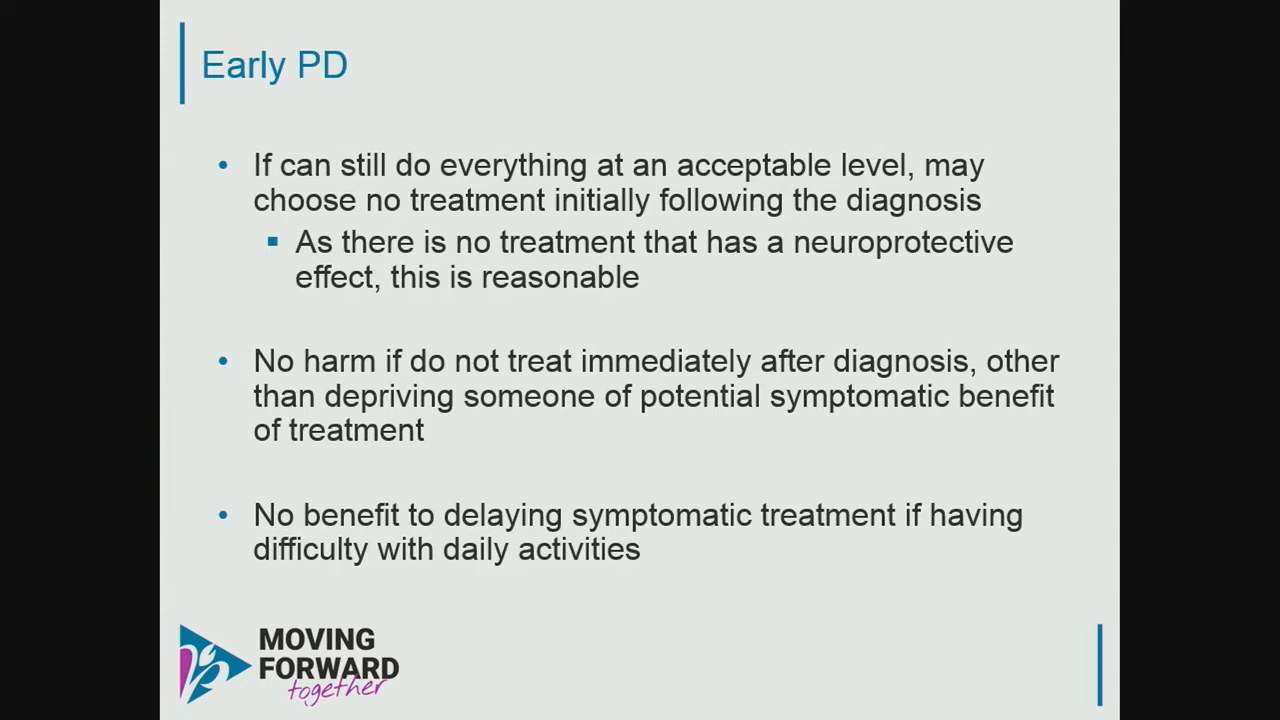 Early PD
• If can still do everything at an acceptable level, may
choose no treatment initially following the diagnosis
▪ As there is no treatment that has a neuroprotective
effect, this is reasonable
• No harm if do not treat immediately after diagnosis, other
than depriving someone of potential symptomatic benefit
of treatment
• No benefit to delaying symptomatic treatment if having
difficulty with daily activities
MOVING
FORWARD
together